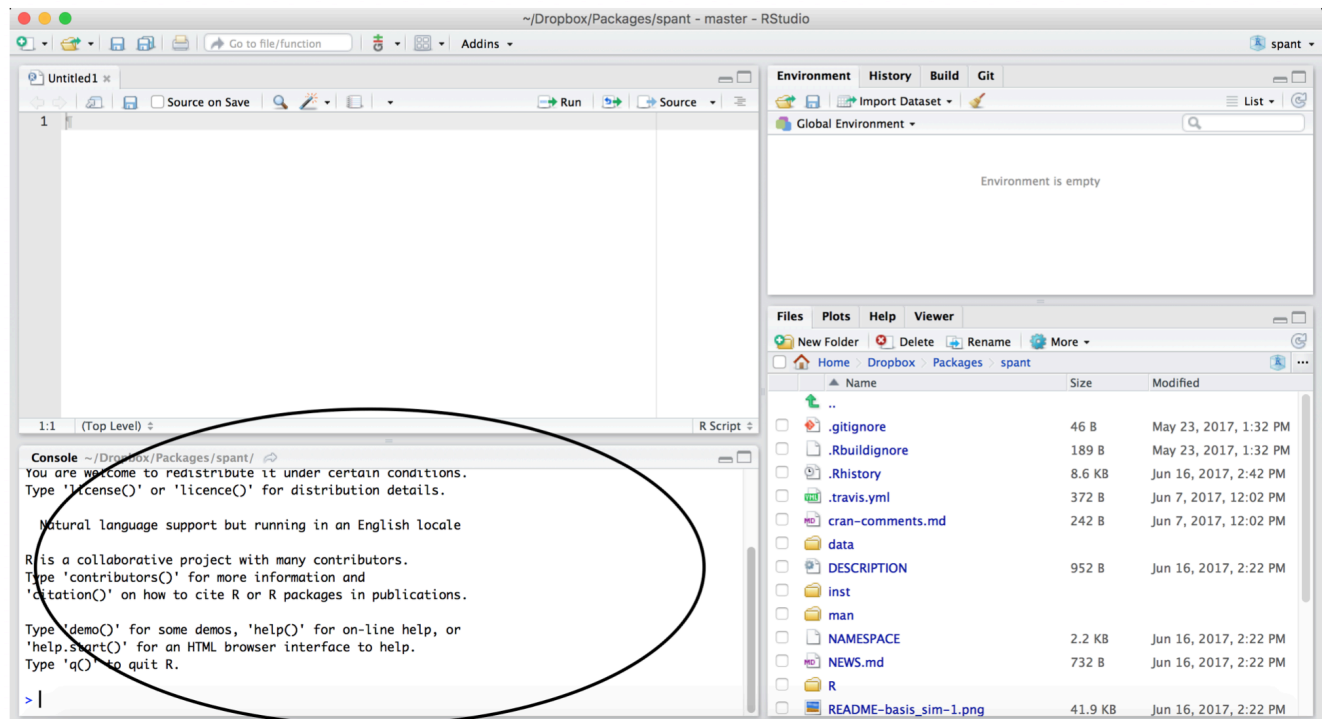 ~/Dropbox/Packages/spant - master - RStudio
Go to file/function
Addins
spant
Untitled1
Source on Save
Run
Source
1
1:1
(Top Level)
R Script
Console ~/Dropbox/Packages/spant/
You are welcome to redistribute it under certain conditions.
Type 'license()' or 'licence()' for distribution details.
Natural language support but running in an English locale
R is a collaborative project with many contributors.
Type 'contributors()' for more information and
'citation()' on how to cite R or R packages in publications.
Type 'demo()' for some demos, 'help()' for on-line help, or
'help.start()' for an HTML browser interface to help.
Type 'q()' to quit R.
>
Environment History Build Git
Import Dataset
List
Global Environment
Environment is empty
Files Plots Help Viewer
New Folder Delete Rename More
Home Dropbox Packages spant
Name Size Modified
..
.gitignore 46 B May 23, 2017, 1:32 PM
.Rbuildignore 189 B May 23, 2017, 1:32 PM
.Rhistory 8.6 KB Jun 16, 2017, 2:42 PM
.travis.yml 372 B Jun 7, 2017, 12:02 PM
cran-comments.md 242 B Jun 7, 2017, 12:02 PM
data
DESCRIPTION 952 B Jun 16, 2017, 2:22 PM
inst
man
NAMESPACE 2.2 KB Jun 16, 2017, 2:22 PM
NEWS.md 732 B Jun 16, 2017, 2:22 PM
R
README-basis_sim-1.png 41.9 KB Jun 16, 2017, 2:22 PM